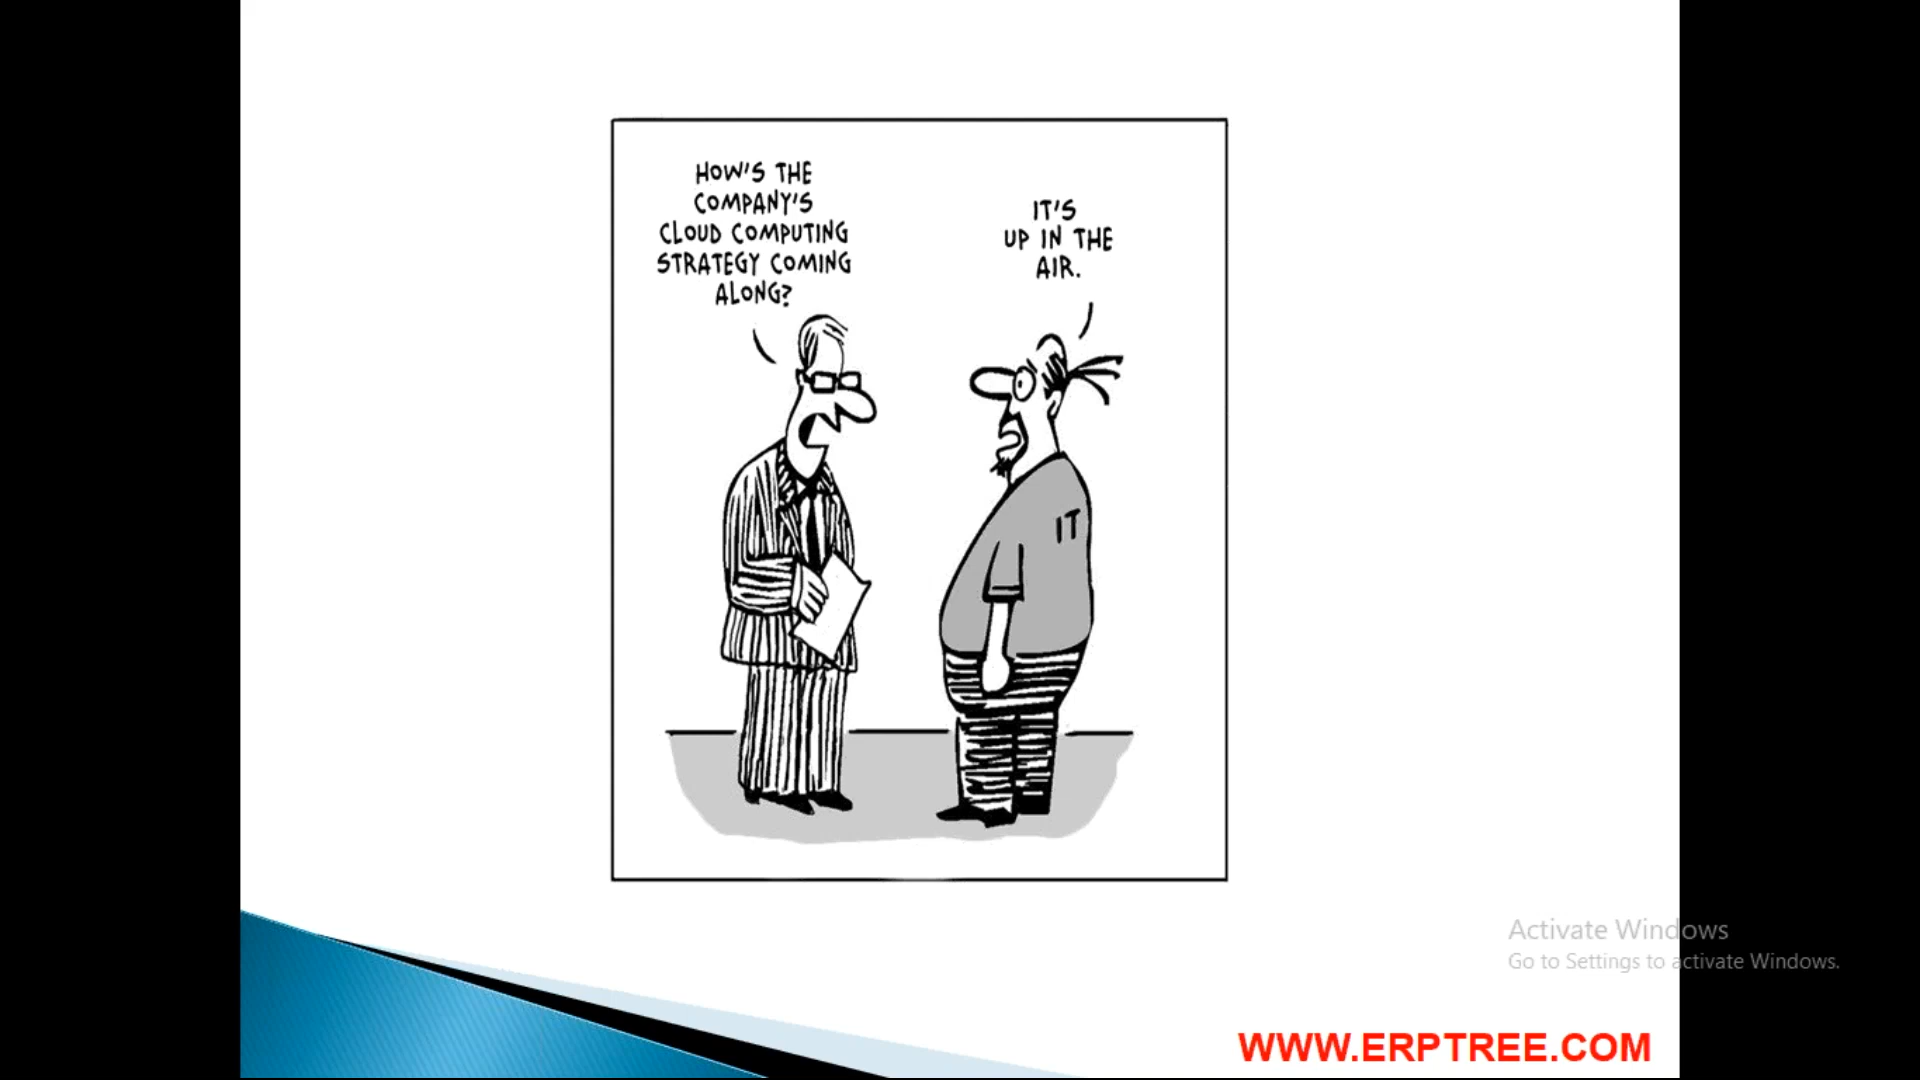 HOW'S THE
COMPANY'S
CLOUD COMPUTING
STRATEGY COMING
ALONG?
IT'S
UP IN THE
AIR.
IT
Activate Windows
Go to Settings to activate Windows.
WWW.ERPTREE.COM